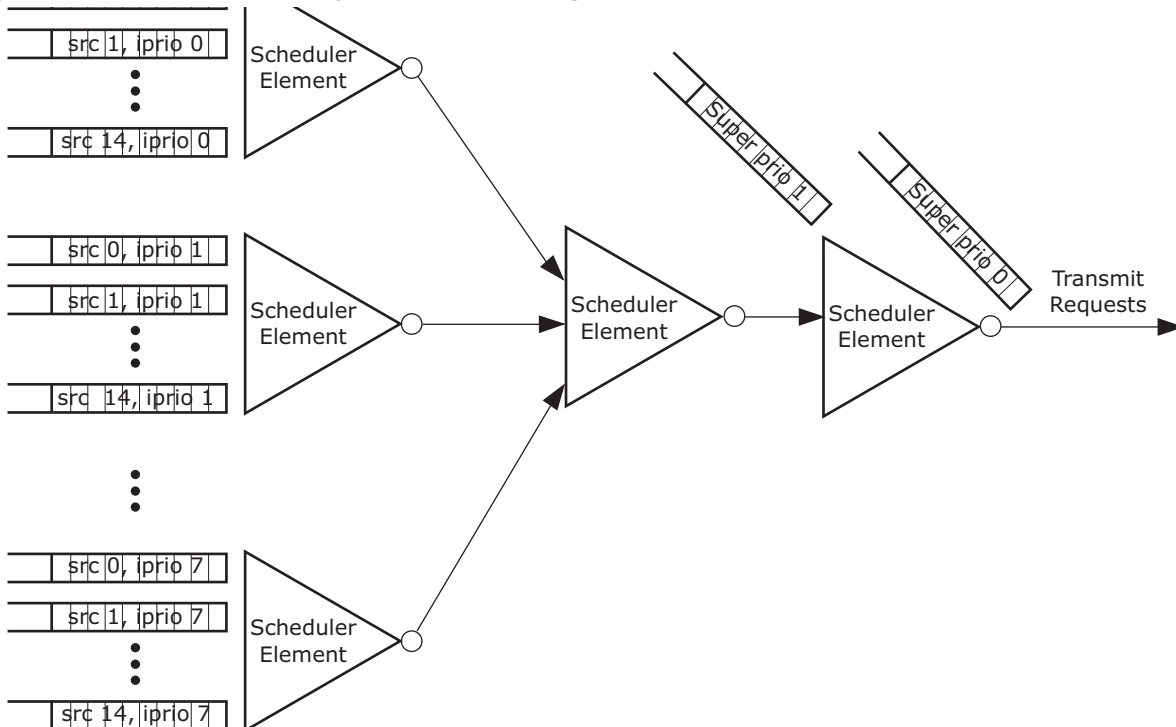 src 1, iprio 0
src 14, iprio 0
Scheduler
Element
Super prio 1
Super prio 0
src 0, iprio 1
src 1, iprio 1
src 14, iprio 1
Scheduler
Element
Scheduler
Element
Scheduler
Element
Transmit
Requests
src 0, iprio 7
src 1, iprio 7
src 14, iprio 7
Scheduler
Element